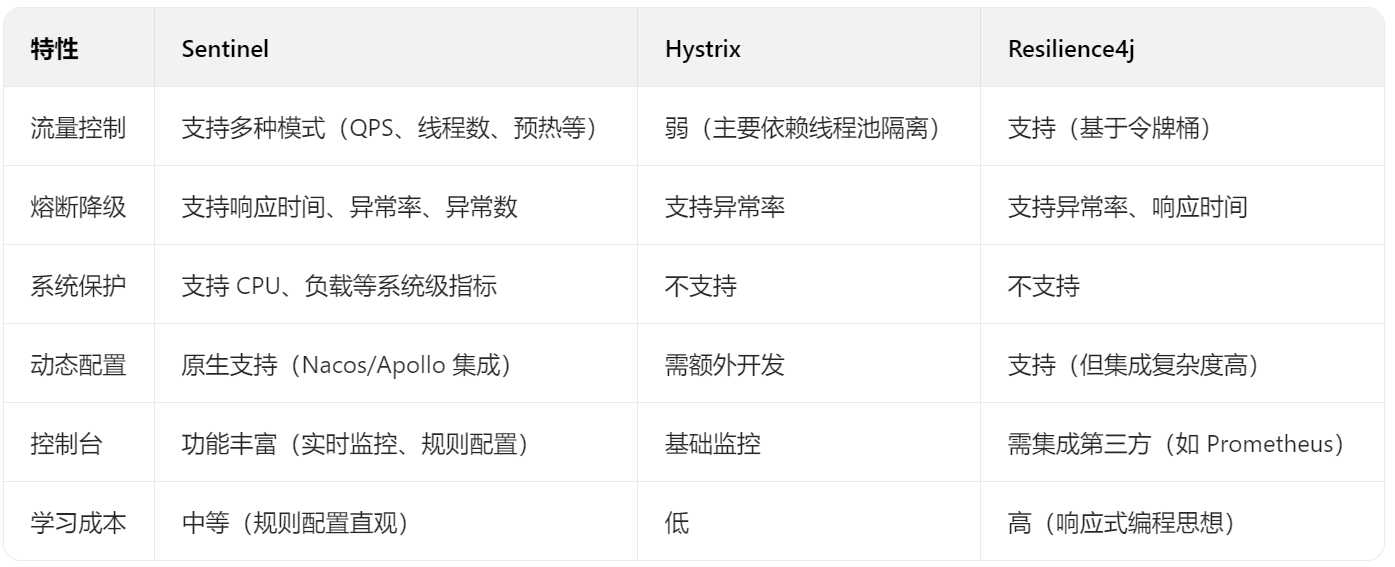 特性 Sentinel Hystrix Resilience4j
流量控制 支持多种模式（QPS、线程数、预热等） 弱（主要依赖线程池隔离） 支持（基于令牌桶）
熔断降级 支持响应时间、异常率、异常数 支持异常率 支持异常率、响应时间
系统保护 支持 CPU、负载等系统级指标 不支持 不支持
动态配置 原生支持（Nacos/Apollo 集成） 需额外开发 支持（但集成复杂度高）
控制台 功能丰富（实时监控、规则配置） 基础监控 需集成第三方（如 Prometheus）
学习成本 中等（规则配置直观） 低 高（响应式编程思想）